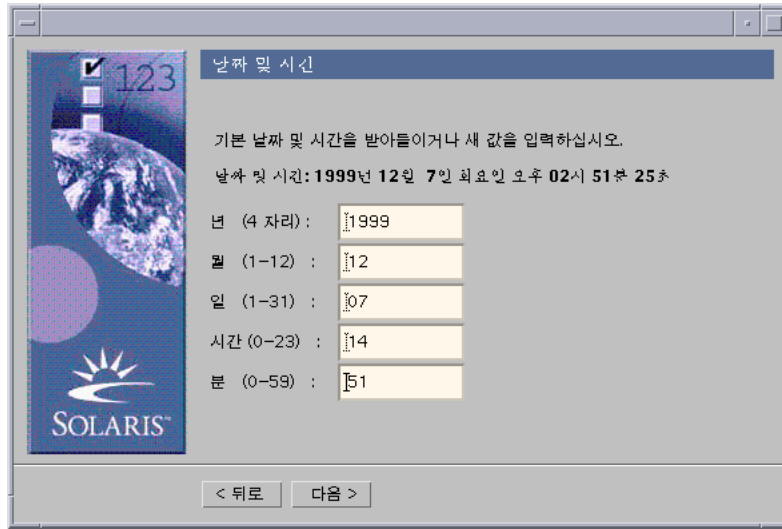 123
SOLARIS™
날짜 및 시간
기본 날짜 및 시간을 받아들이거나 새 값을 입력하십시오.
날짜 및 시간: 1999년 12월 7일 화요일 오후 02시 51분 25초
년 (4 자리) : 1999
월 (1-12) : 12
일 (1-31) : 07
시간 (0-23) : 14
분 (0-59) : 51
< 뒤로 다음 >